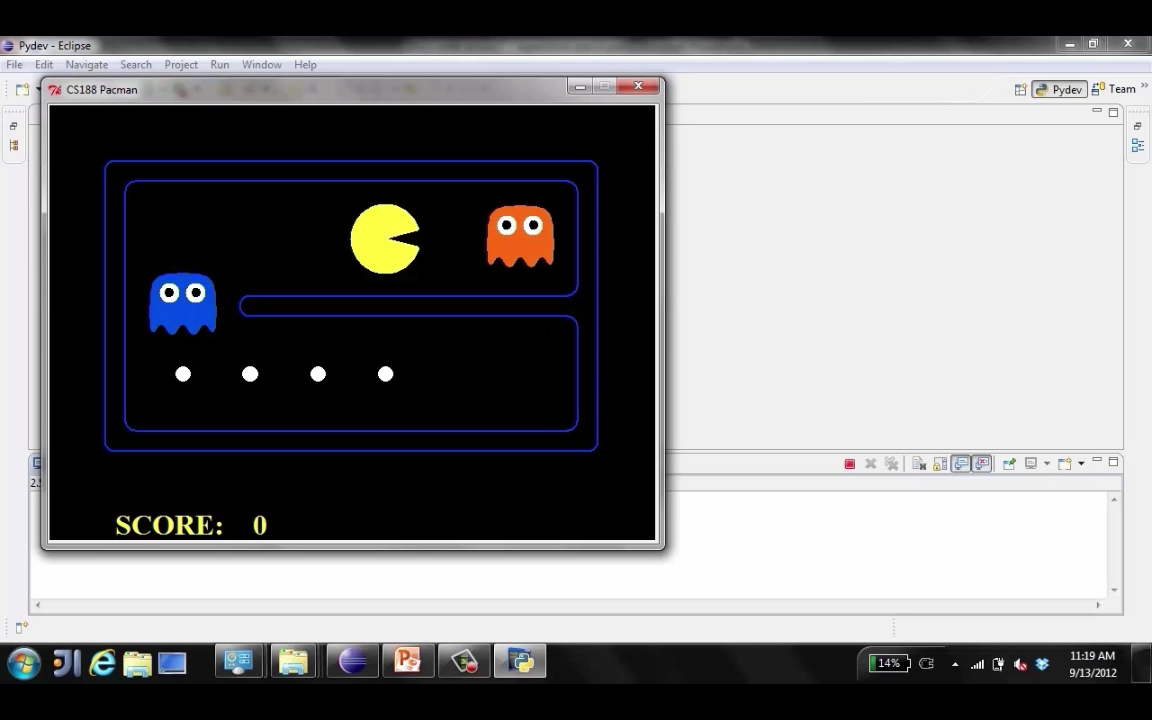 Pydev - Eclipse
File Edit Navigate Search Project Run Window Help
CS188 Pacman
Pydev
Team
SCORE: 0
14%
11:19 AM
9/13/2012